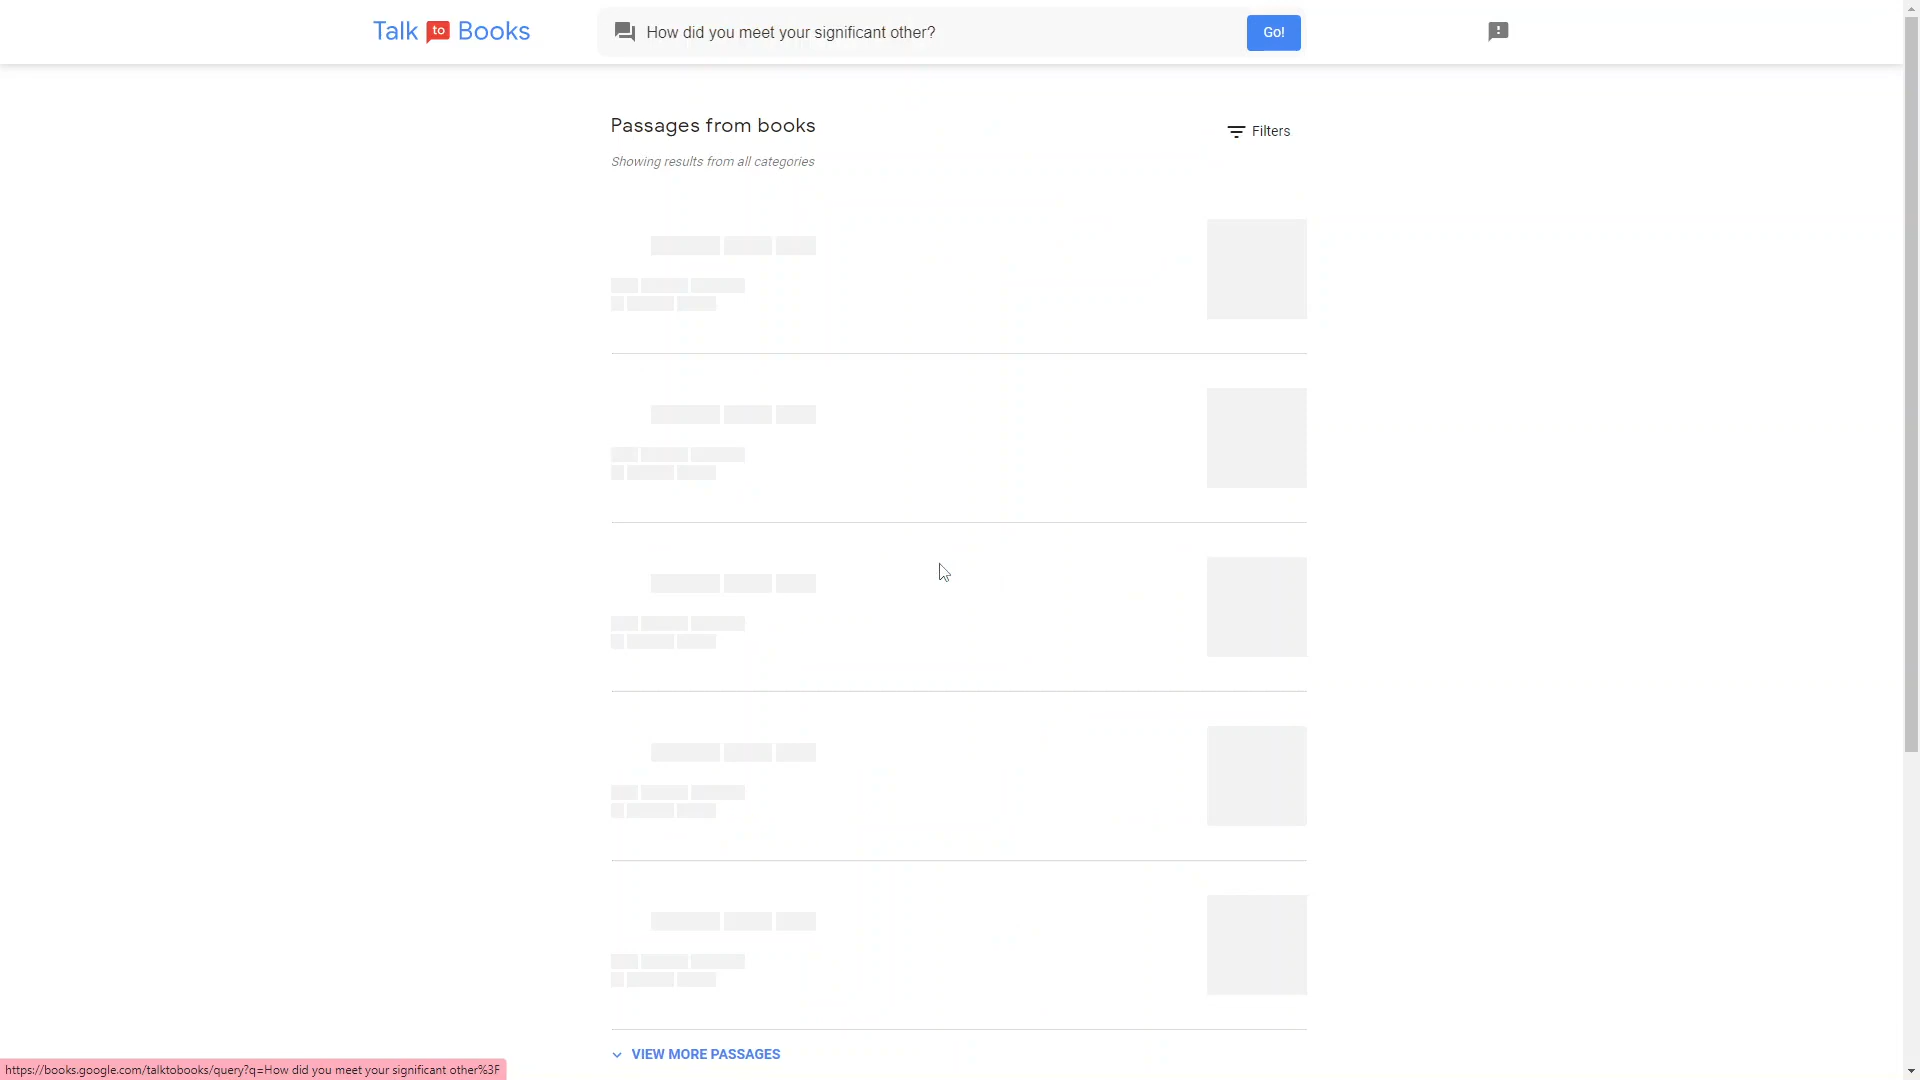 Talk to Books
How did you meet your significant other?
Go!
Passages from books
Filters
Showing results from all categories
VIEW MORE PASSAGES
https://books.google.com/talktobooks/query?q=How did you meet your significant other%3F